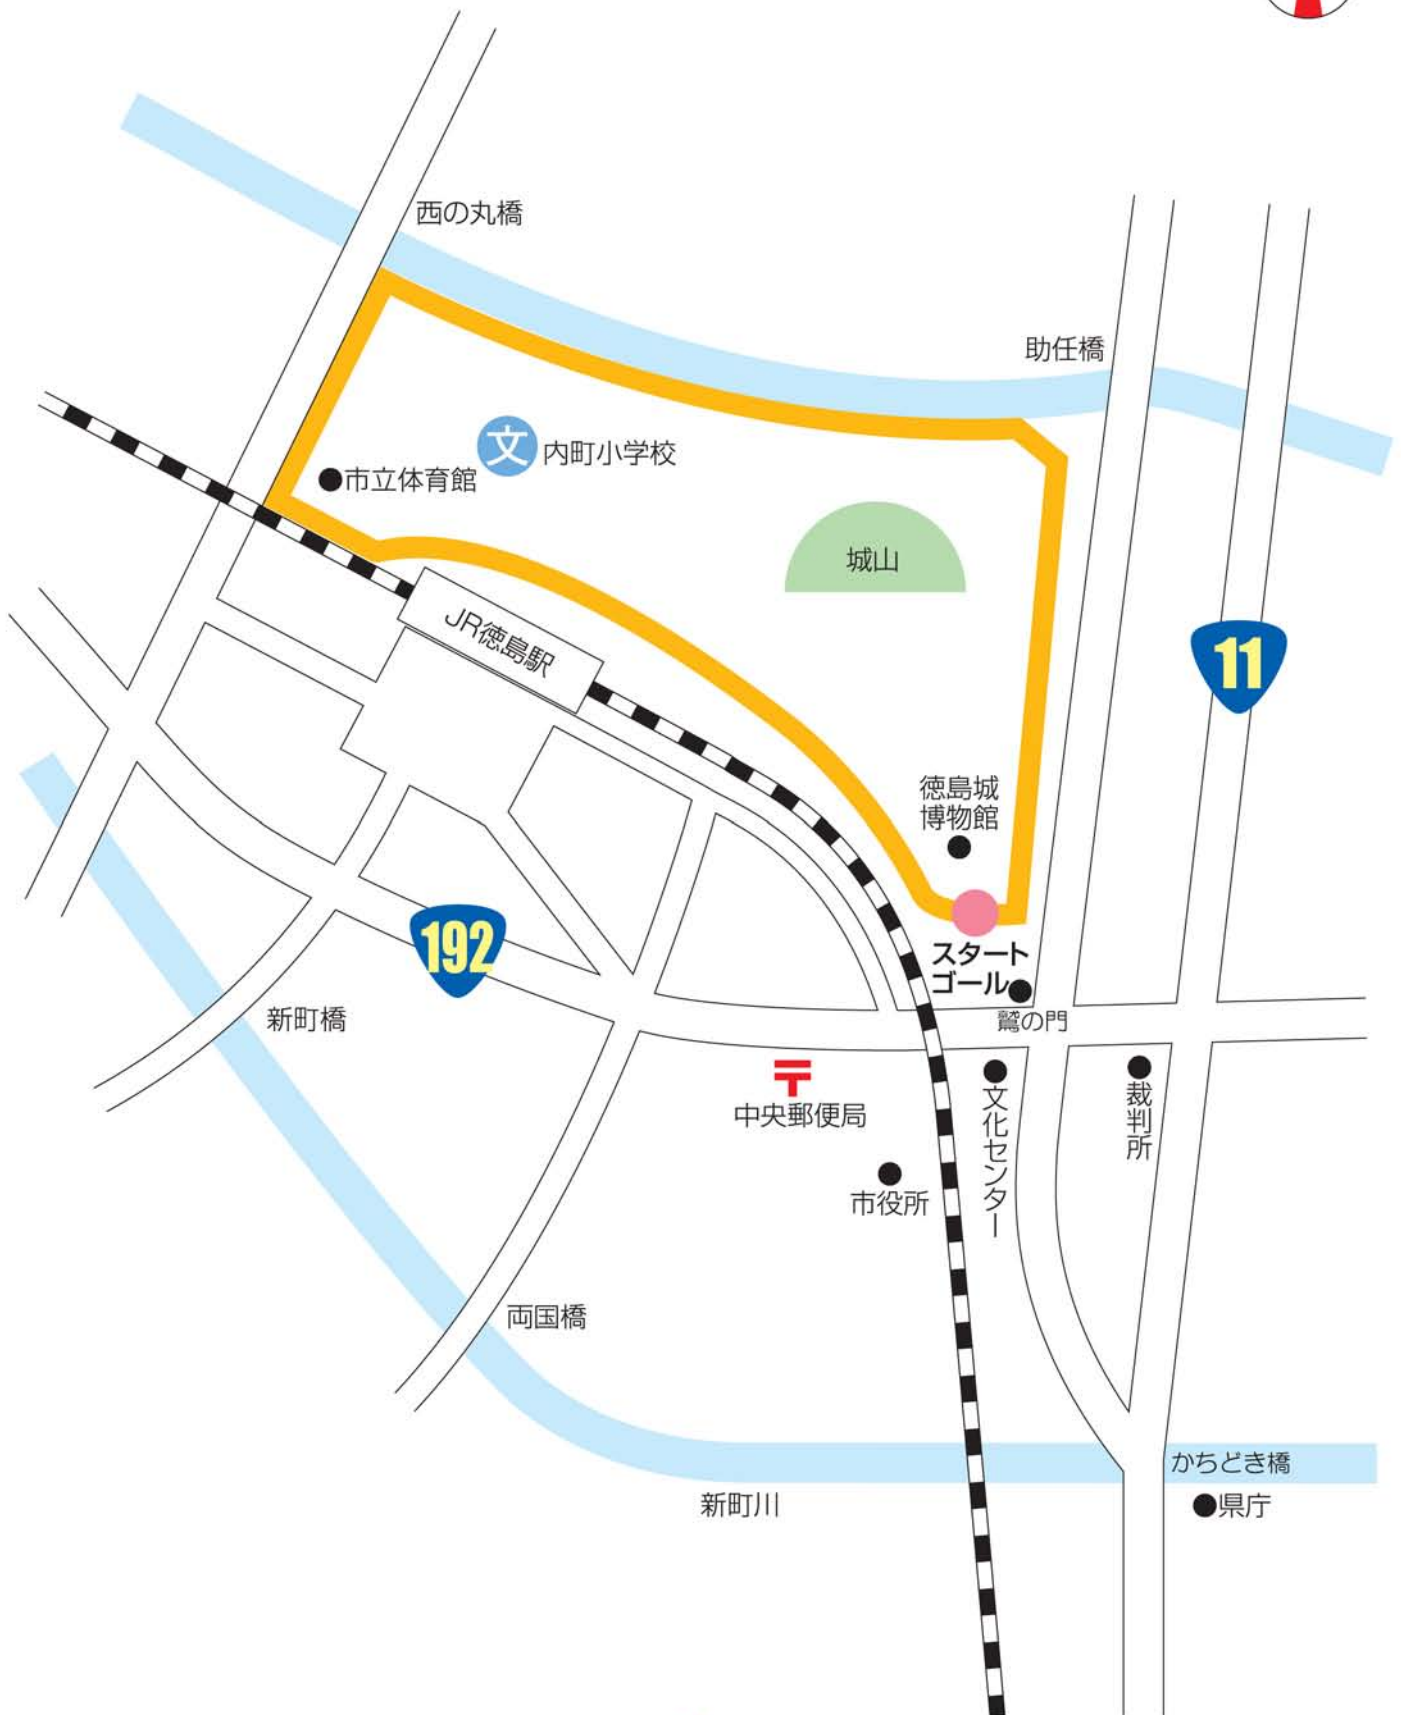 西の丸橋
助任橋
文
内町小学校
市立体育館
城山
JR徳島駅
11
徳島城
博物館
192
スタート
ゴール
鷲の門
新町橋
中央郵便局
文化センター
裁判所
市役所
両国橋
かちどき橋
新町川
県庁